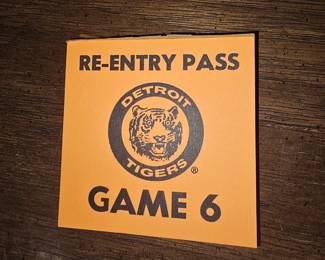 RE-ENTRY PASS
DETROIT
TIGERS ®
GAME 6